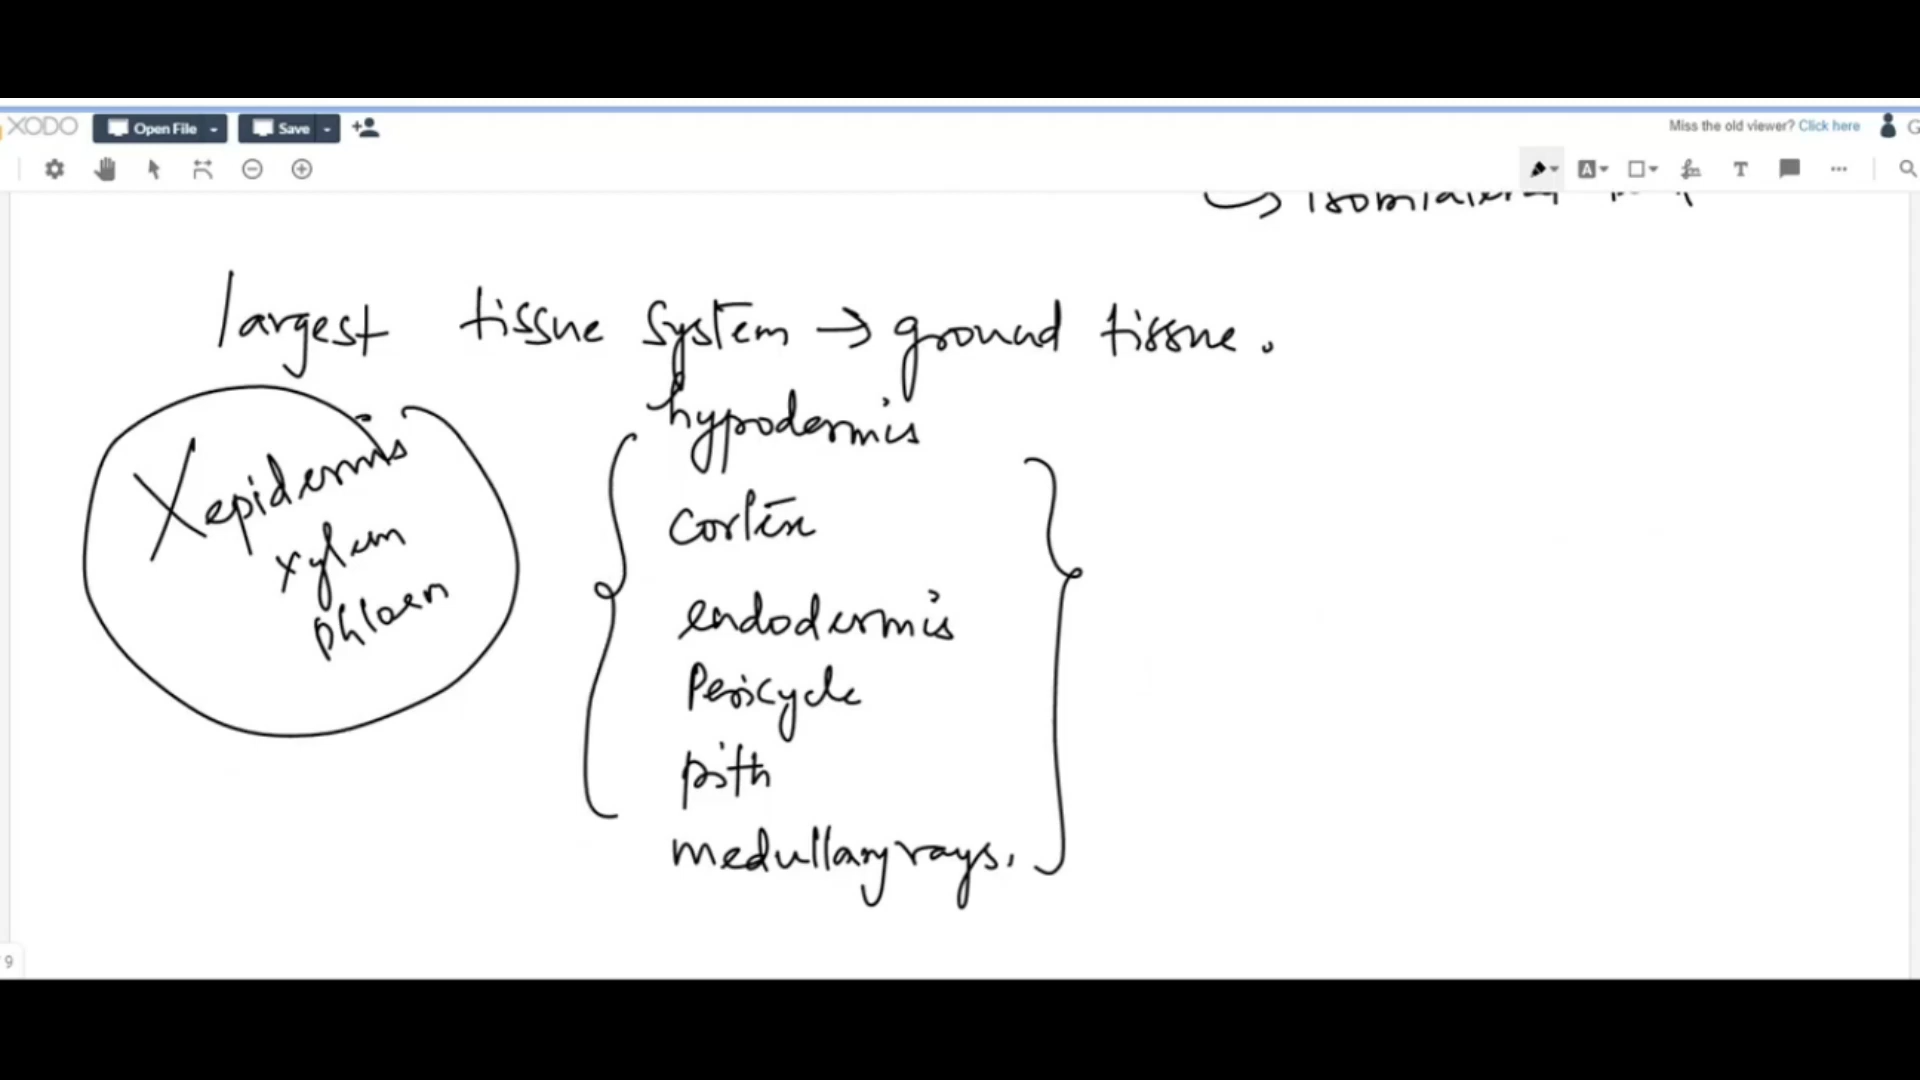 XODO Open File Save Miss the old viewer? Click here G
A T
largest tissue system → ground tissue.
hypodermis
X epidermis
xylem
phloem
cortex
endodermis
Pericycle
pith
medullary rays.
9